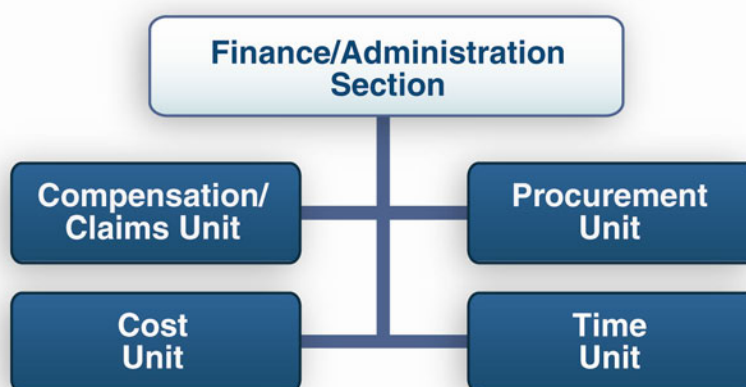 Finance/Administration
Section
Compensation/
Claims Unit
Procurement
Unit
Cost
Unit
Time
Unit